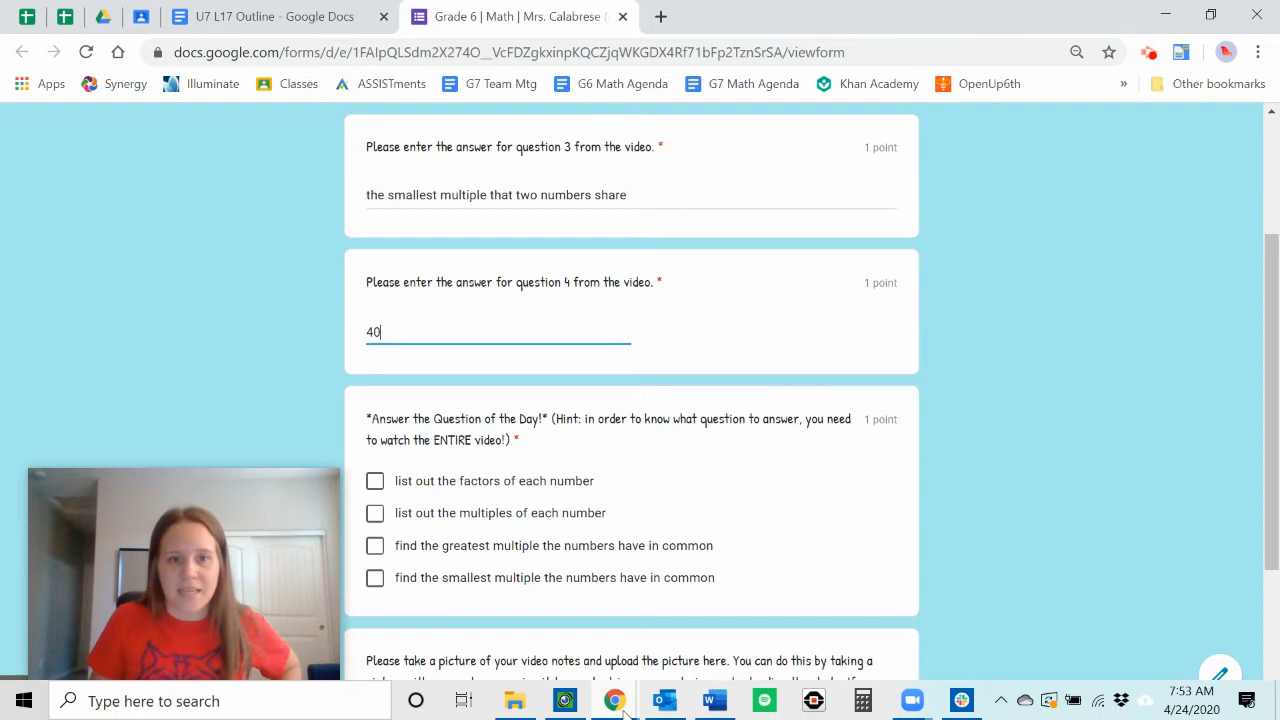 U7 L17 Outline - Google Docs
Grade 6 | Math | Mrs. Calabrese (
docs.google.com/forms/d/e/1FAIpQLSdm2X274O__VcFDZgkxinpKQCZjqWKGDX4Rf71bFp2TznSrSA/viewform
Apps Synergy Illuminate Classes ASSISTments G7 Team Mtg G6 Math Agenda G7 Math Agenda Khan Academy OpenUp6th » Other bookmarks
Please enter the answer for question 3 from the video. * 1 point
the smallest multiple that two numbers share
Please enter the answer for question 4 from the video. * 1 point
40
*Answer the Question of the Day!* (Hint: in order to know what question to answer, you need 1 point
to watch the ENTIRE video!) *
list out the factors of each number
list out the multiples of each number
find the greatest multiple the numbers have in common
find the smallest multiple the numbers have in common
Please take a picture of your video notes and upload the picture here. You can do this by taking a
Type here to search
7:53 AM
4/24/2020